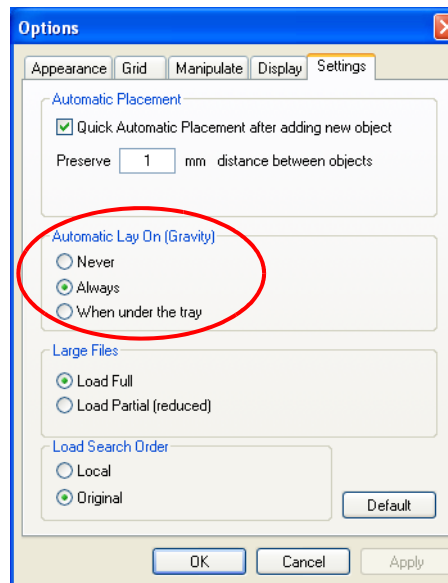 Options
Appearance Grid Manipulate Display Settings
Automatic Placement
Quick Automatic Placement after adding new object
Preserve 1 mm distance between objects
Automatic Lay On (Gravity)
Never
Always
When under the tray
Large Files
Load Full
Load Partial (reduced)
Load Search Order
Local
Original
Default
OK Cancel Apply